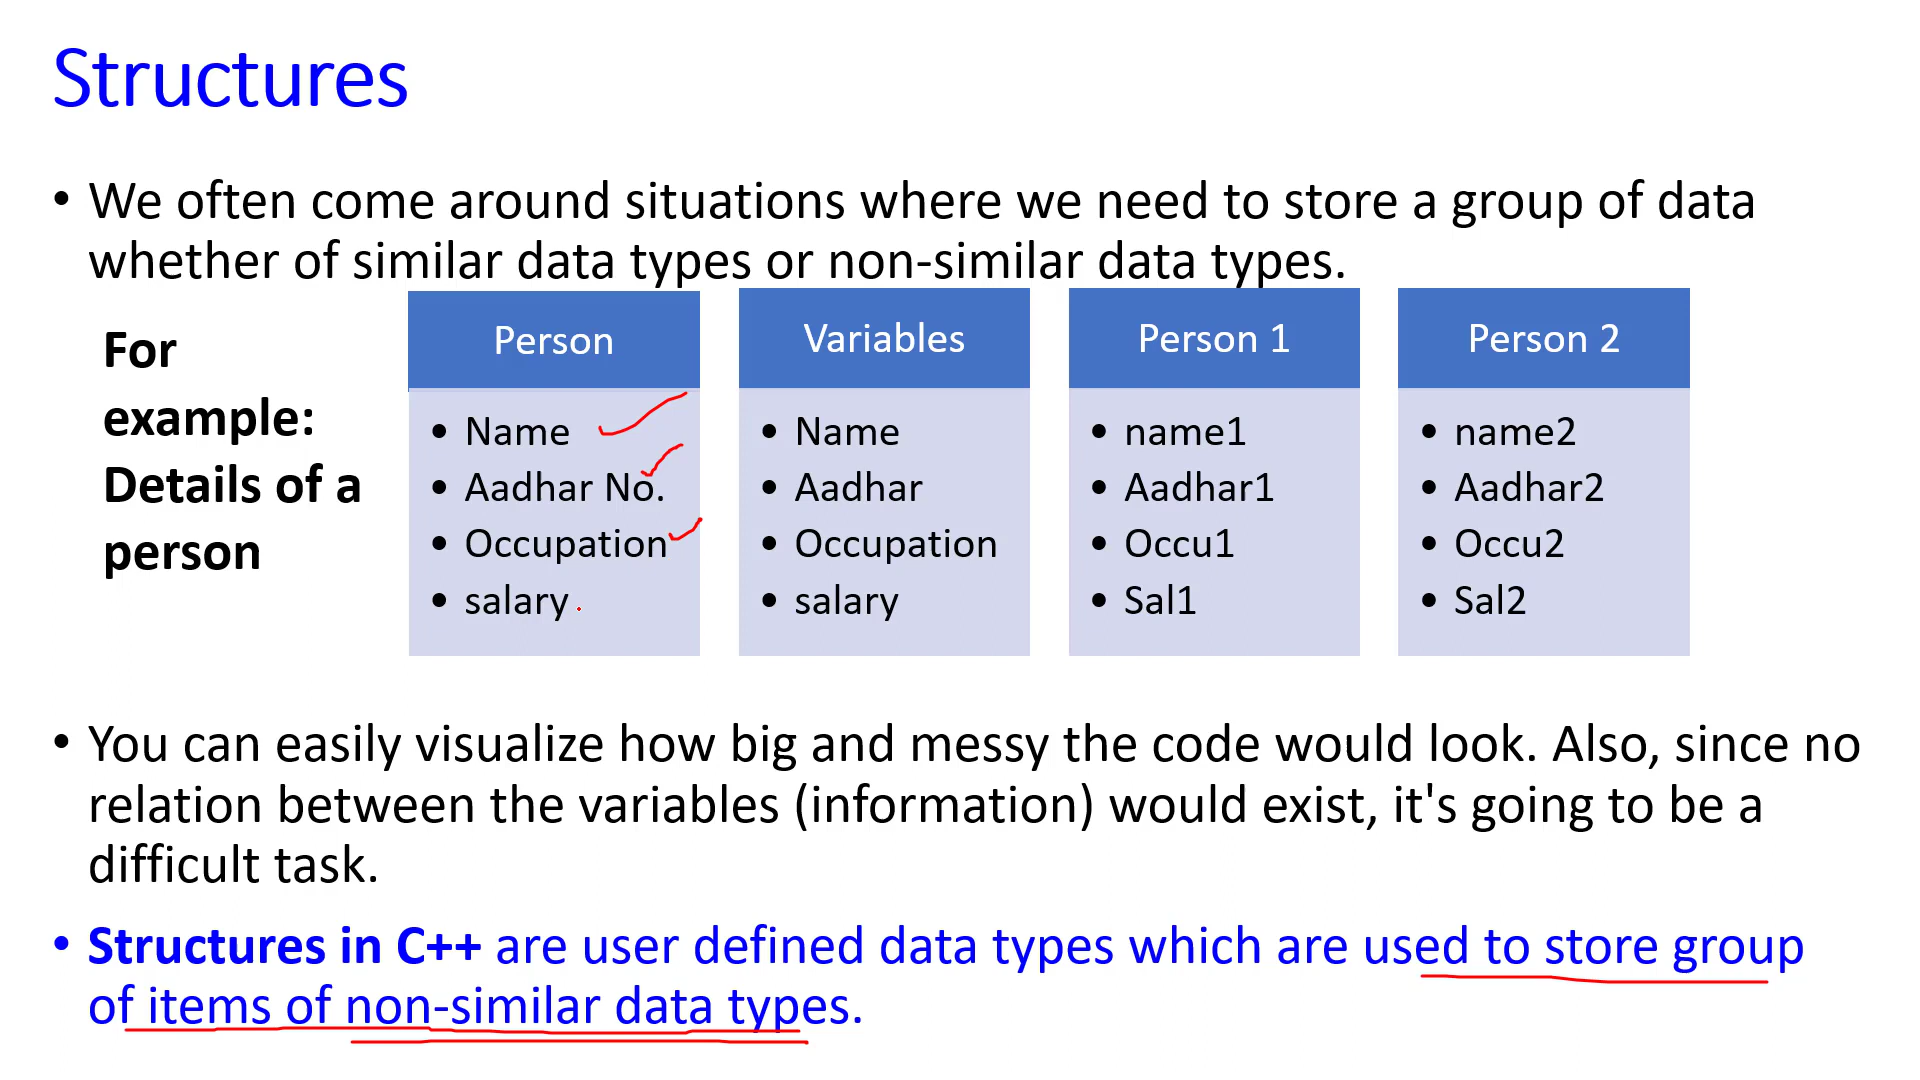 Structures
• We often come around situations where we need to store a group of data
whether of similar data types or non-similar data types.
For
example:
Details of a
person
Person
• Name
• Aadhar No.
• Occupation
• salary
Variables
• Name
• Aadhar
• Occupation
• salary
Person 1
• name1
• Aadhar1
• Occu1
• Sal1
Person 2
• name2
• Aadhar2
• Occu2
• Sal2
• You can easily visualize how big and messy the code would look. Also, since no
relation between the variables (information) would exist, it's going to be a
difficult task.
• Structures in C++ are user defined data types which are used to store group
of items of non-similar data types.